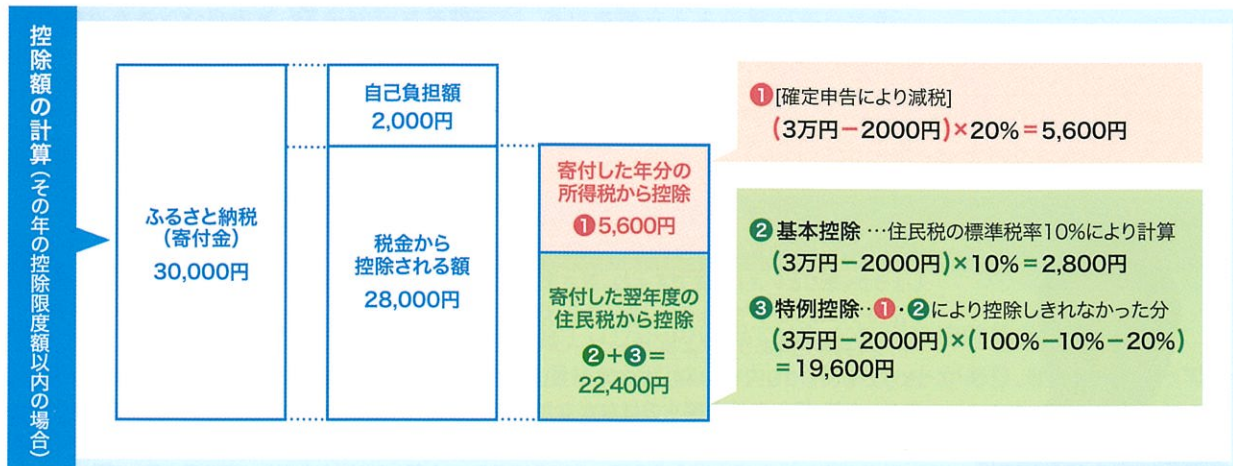 控除額の計算(その年の控除限度額以内の場合)
ふるさと納税
(寄付金)
30,000円
自己負担額
2,000円
税金から
控除される額
28,000円
寄付した年分の
所得税から控除
❶5,600円
寄付した翌年度の
住民税から控除
❷+❸=
22,400円
❶[確定申告により減税]
(3万円−2000円)×20%=5,600円
❷基本控除…住民税の標準税率10%により計算
(3万円−2000円)×10%=2,800円
❸特例控除‥❶・❷により控除しきれなかった分
(3万円−2000円)×(100%−10%−20%)
=19,600円